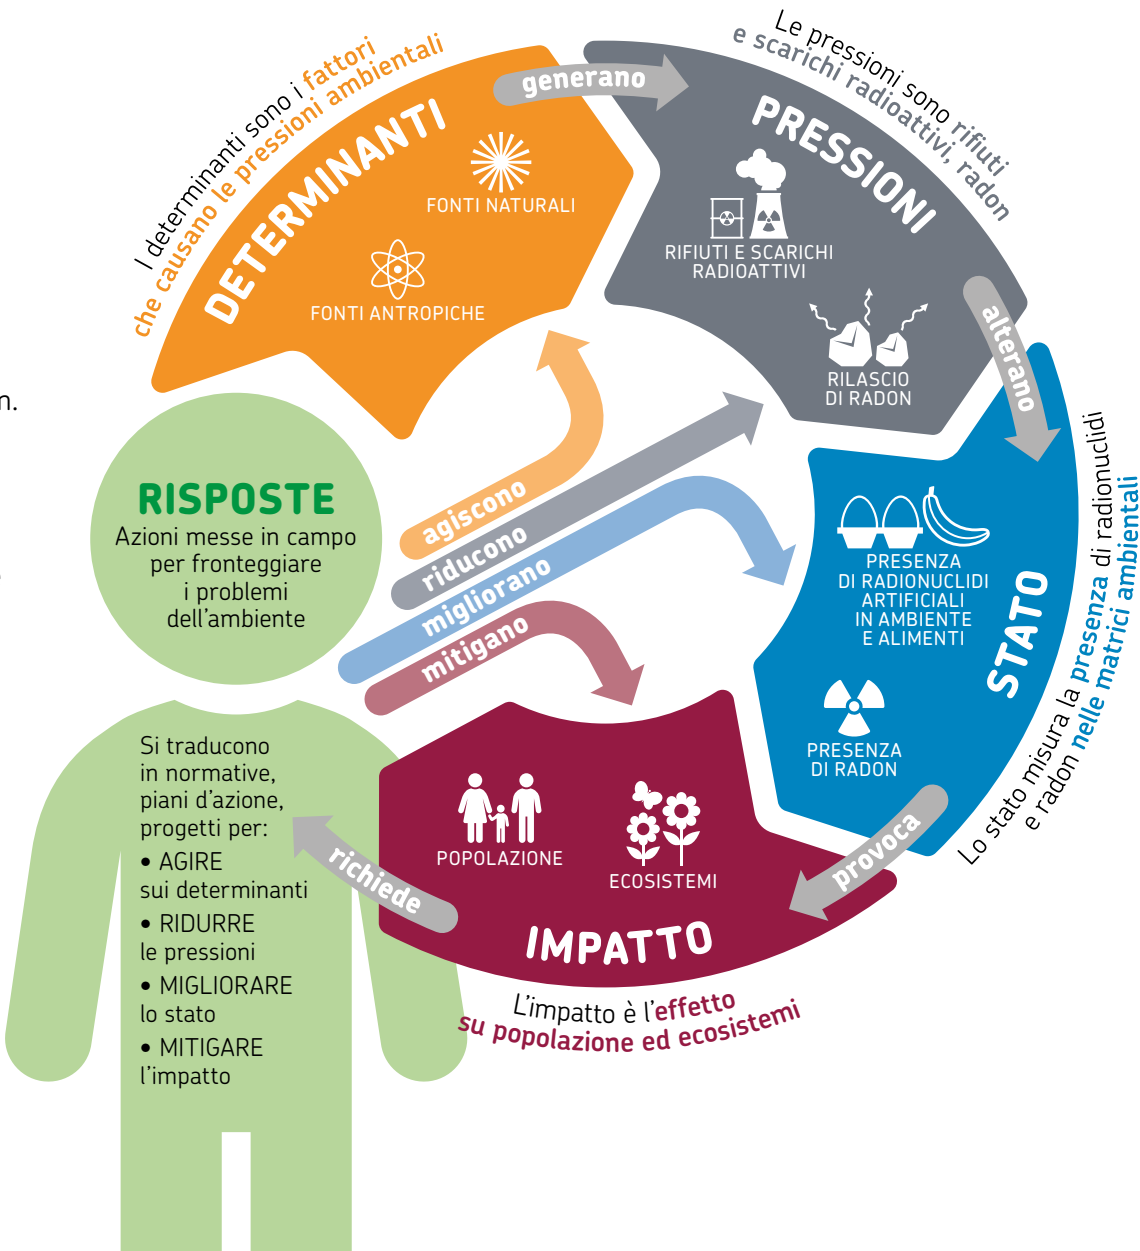 I determinanti sono i fattori
che causano le pressioni ambientali
DETERMINANTI
FONTI NATURALI
FONTI ANTROPICHE
generano
Le pressioni sono rifiuti
e scarichi radioattivi, radon
PRESSIONI
RIFIUTI E SCARICHI
RADIOATTIVI
RILASCIO
DI RADON
alterano
Lo stato misura la presenza di radionuclidi
e radon nelle matrici ambientali
STATO
PRESENZA
DI RADIONUCLIDI
ARTIFICIALI
IN AMBIENTE
E ALIMENTI
PRESENZA
DI RADON
provoca
IMPATTO
POPOLAZIONE
ECOSISTEMI
L'impatto è l'effetto
su popolazione ed ecosistemi
richiede
n.
RISPOSTE
Azioni messe in campo
per fronteggiare
i problemi
dell'ambiente
agiscono
riducono
migliorano
mitigano
Si traducono
in normative,
piani d'azione,
progetti per:
• AGIRE
sui determinanti
• RIDURRE
le pressioni
• MIGLIORARE
lo stato
• MITIGARE
l'impatto